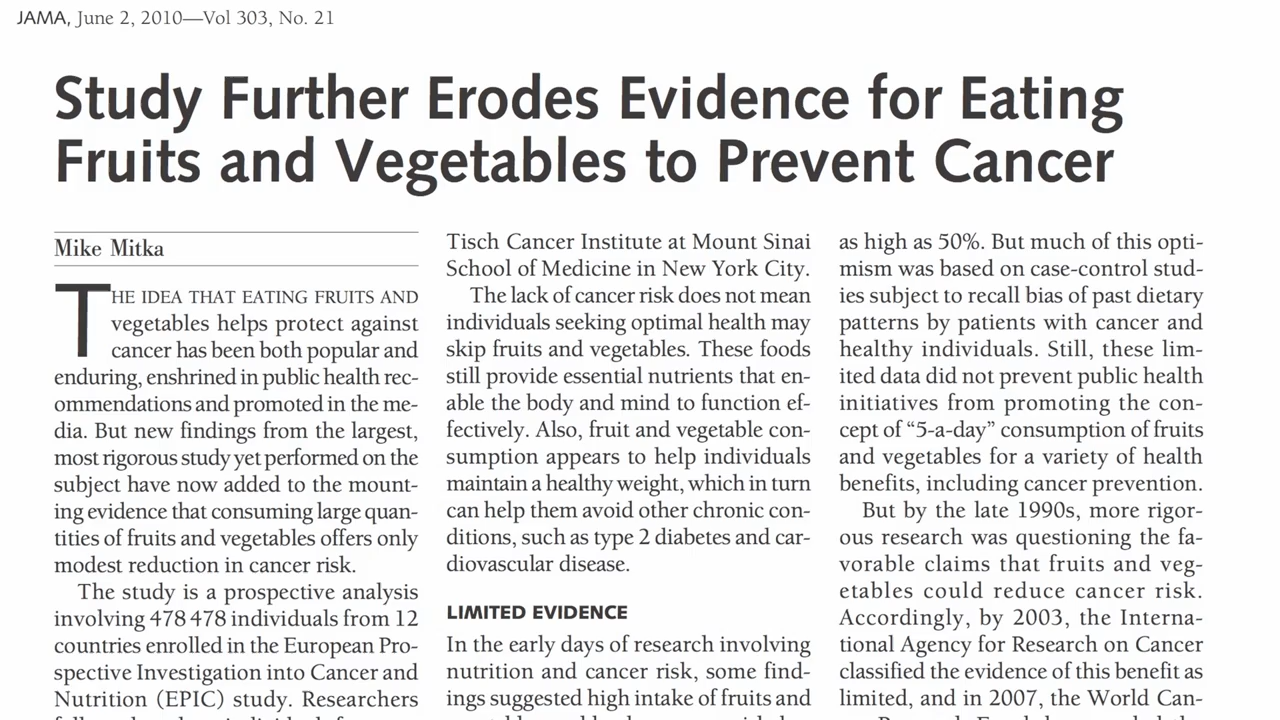 JAMA, June 2, 2010—Vol 303, No. 21
Study Further Erodes Evidence for Eating
Fruits and Vegetables to Prevent Cancer
Mike Mitka
THE IDEA THAT EATING FRUITS AND
vegetables helps protect against
cancer has been both popular and
enduring, enshrined in public health rec-
ommendations and promoted in the me-
dia. But new findings from the largest,
most rigorous study yet performed on the
subject have now added to the mount-
ing evidence that consuming large quan-
tities of fruits and vegetables offers only
modest reduction in cancer risk.
The study is a prospective analysis
involving 478 478 individuals from 12
countries enrolled in the European Pro-
spective Investigation into Cancer and
Nutrition (EPIC) study. Researchers
Tisch Cancer Institute at Mount Sinai
School of Medicine in New York City.
The lack of cancer risk does not mean
individuals seeking optimal health may
skip fruits and vegetables. These foods
still provide essential nutrients that en-
able the body and mind to function ef-
fectively. Also, fruit and vegetable con-
sumption appears to help individuals
maintain a healthy weight, which in turn
can help them avoid other chronic con-
ditions, such as type 2 diabetes and car-
diovascular disease.
LIMITED EVIDENCE
In the early days of research involving
nutrition and cancer risk, some find-
ings suggested high intake of fruits and
as high as 50%. But much of this opti-
mism was based on case-control stud-
ies subject to recall bias of past dietary
patterns by patients with cancer and
healthy individuals. Still, these lim-
ited data did not prevent public health
initiatives from promoting the con-
cept of “5-a-day” consumption of fruits
and vegetables for a variety of health
benefits, including cancer prevention.
But by the late 1990s, more rigor-
ous research was questioning the fa-
vorable claims that fruits and veg-
etables could reduce cancer risk.
Accordingly, by 2003, the Interna-
tional Agency for Research on Cancer
classified the evidence of this benefit as
limited, and in 2007, the World Can-